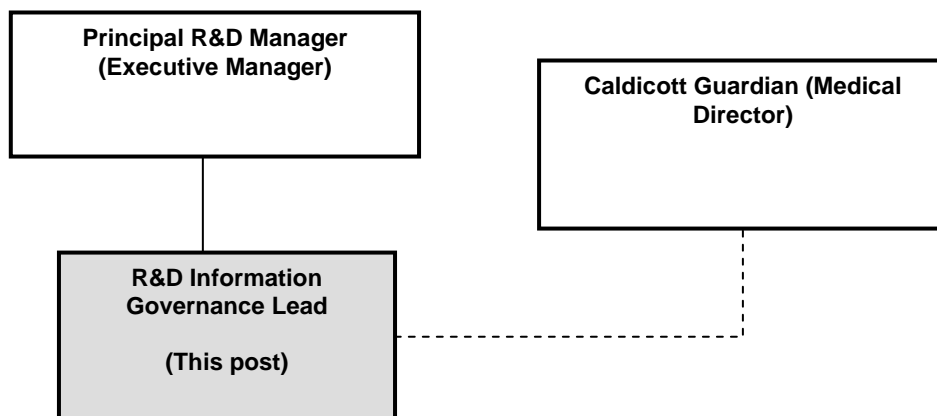 Principal R&D Manager
(Executive Manager)
Caldicott Guardian (Medical
Director)
R&D Information
Governance Lead
(This post)